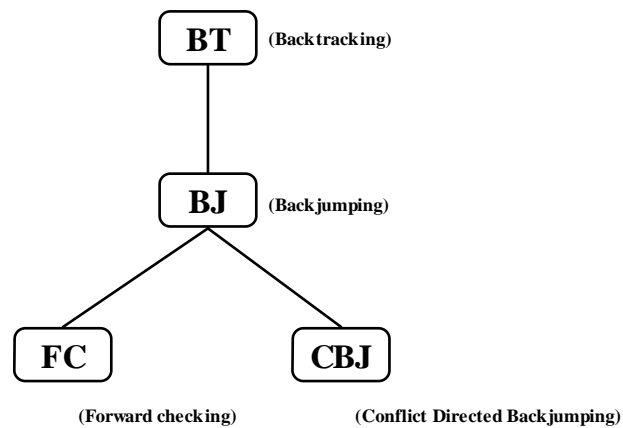 BT (Backtracking)
BJ (Backjumping)
FC CBJ
(Forward checking) (Conflict Directed Backjumping)